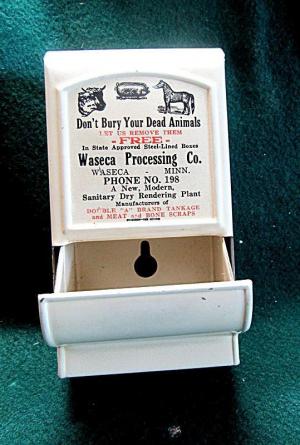 Don't Bury Your Dead Animals
LET US REMOVE THEM
-FREE-
In State Approved Steel-Lined Boxes
Waseca Processing Co.
WASECA - MINN.
PHONE NO. 198
A New, Modern,
Sanitary Dry Rendering Plant
Manufacturers of
DOUBLE "A" BRAND TANKAGE
and MEAT and BONE SCRAPS